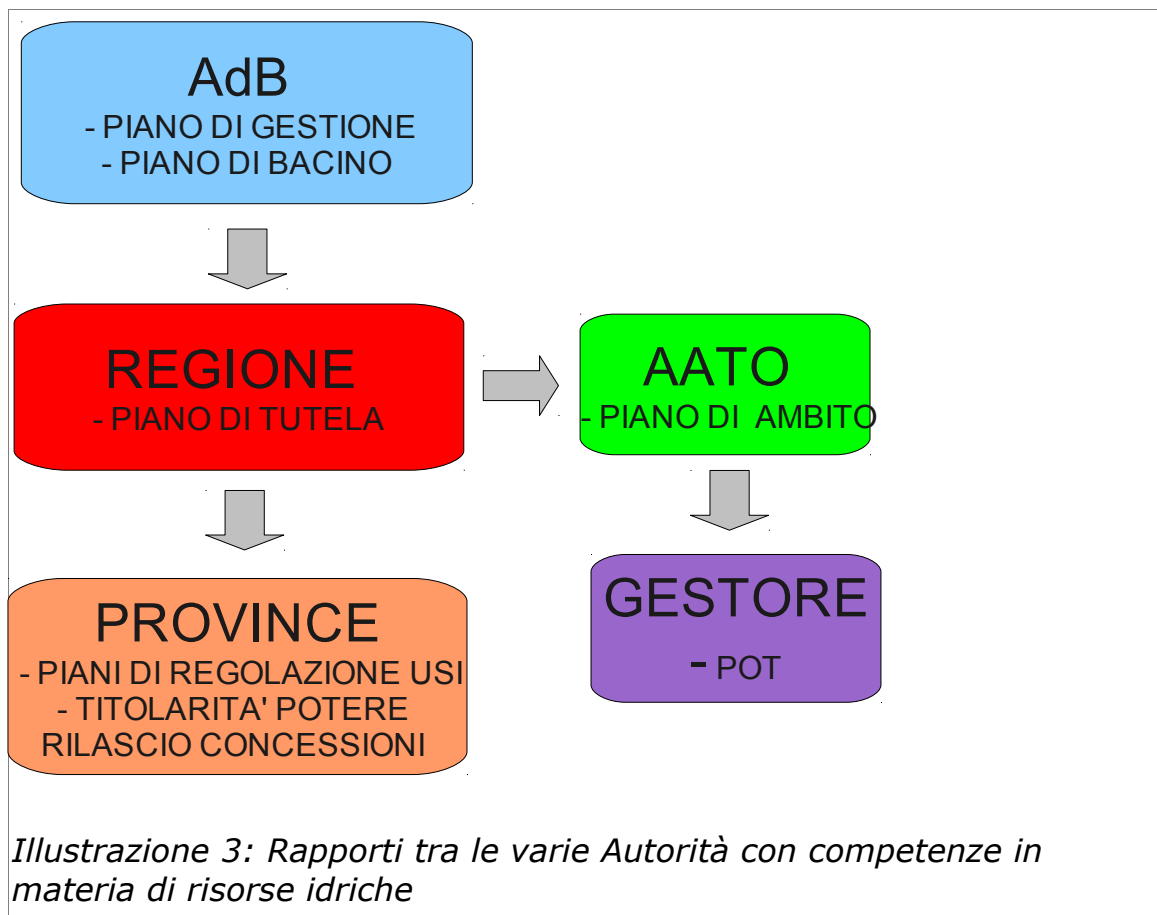 AdB
- PIANO DI GESTIONE
- PIANO DI BACINO
REGIONE
- PIANO DI TUTELA
AATO
- PIANO DI AMBITO
PROVINCE
- PIANI DI REGOLAZIONE USI
- TITOLARITA' POTERE
RILASCIO CONCESSIONI
GESTORE
- POT
Illustrazione 3: Rapporti tra le varie Autorità con competenze in
materia di risorse idriche